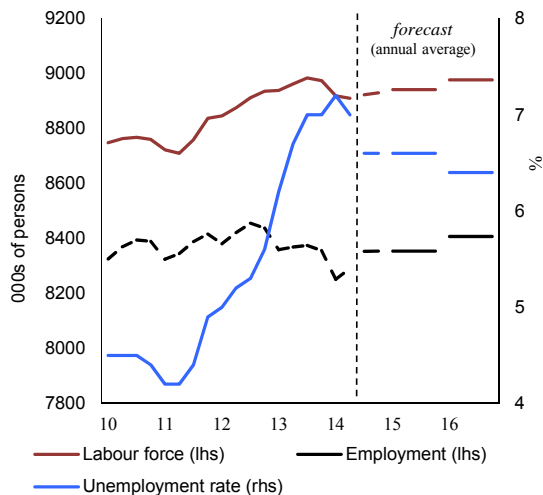 9200
9000
8800
8600
8400
8200
8000
7800
000s of persons
forecast
(annual average)
8
7
6
5
4
%
10 11 12 13 14 15 16
Labour force (lhs) Employment (lhs)
Unemployment rate (rhs)